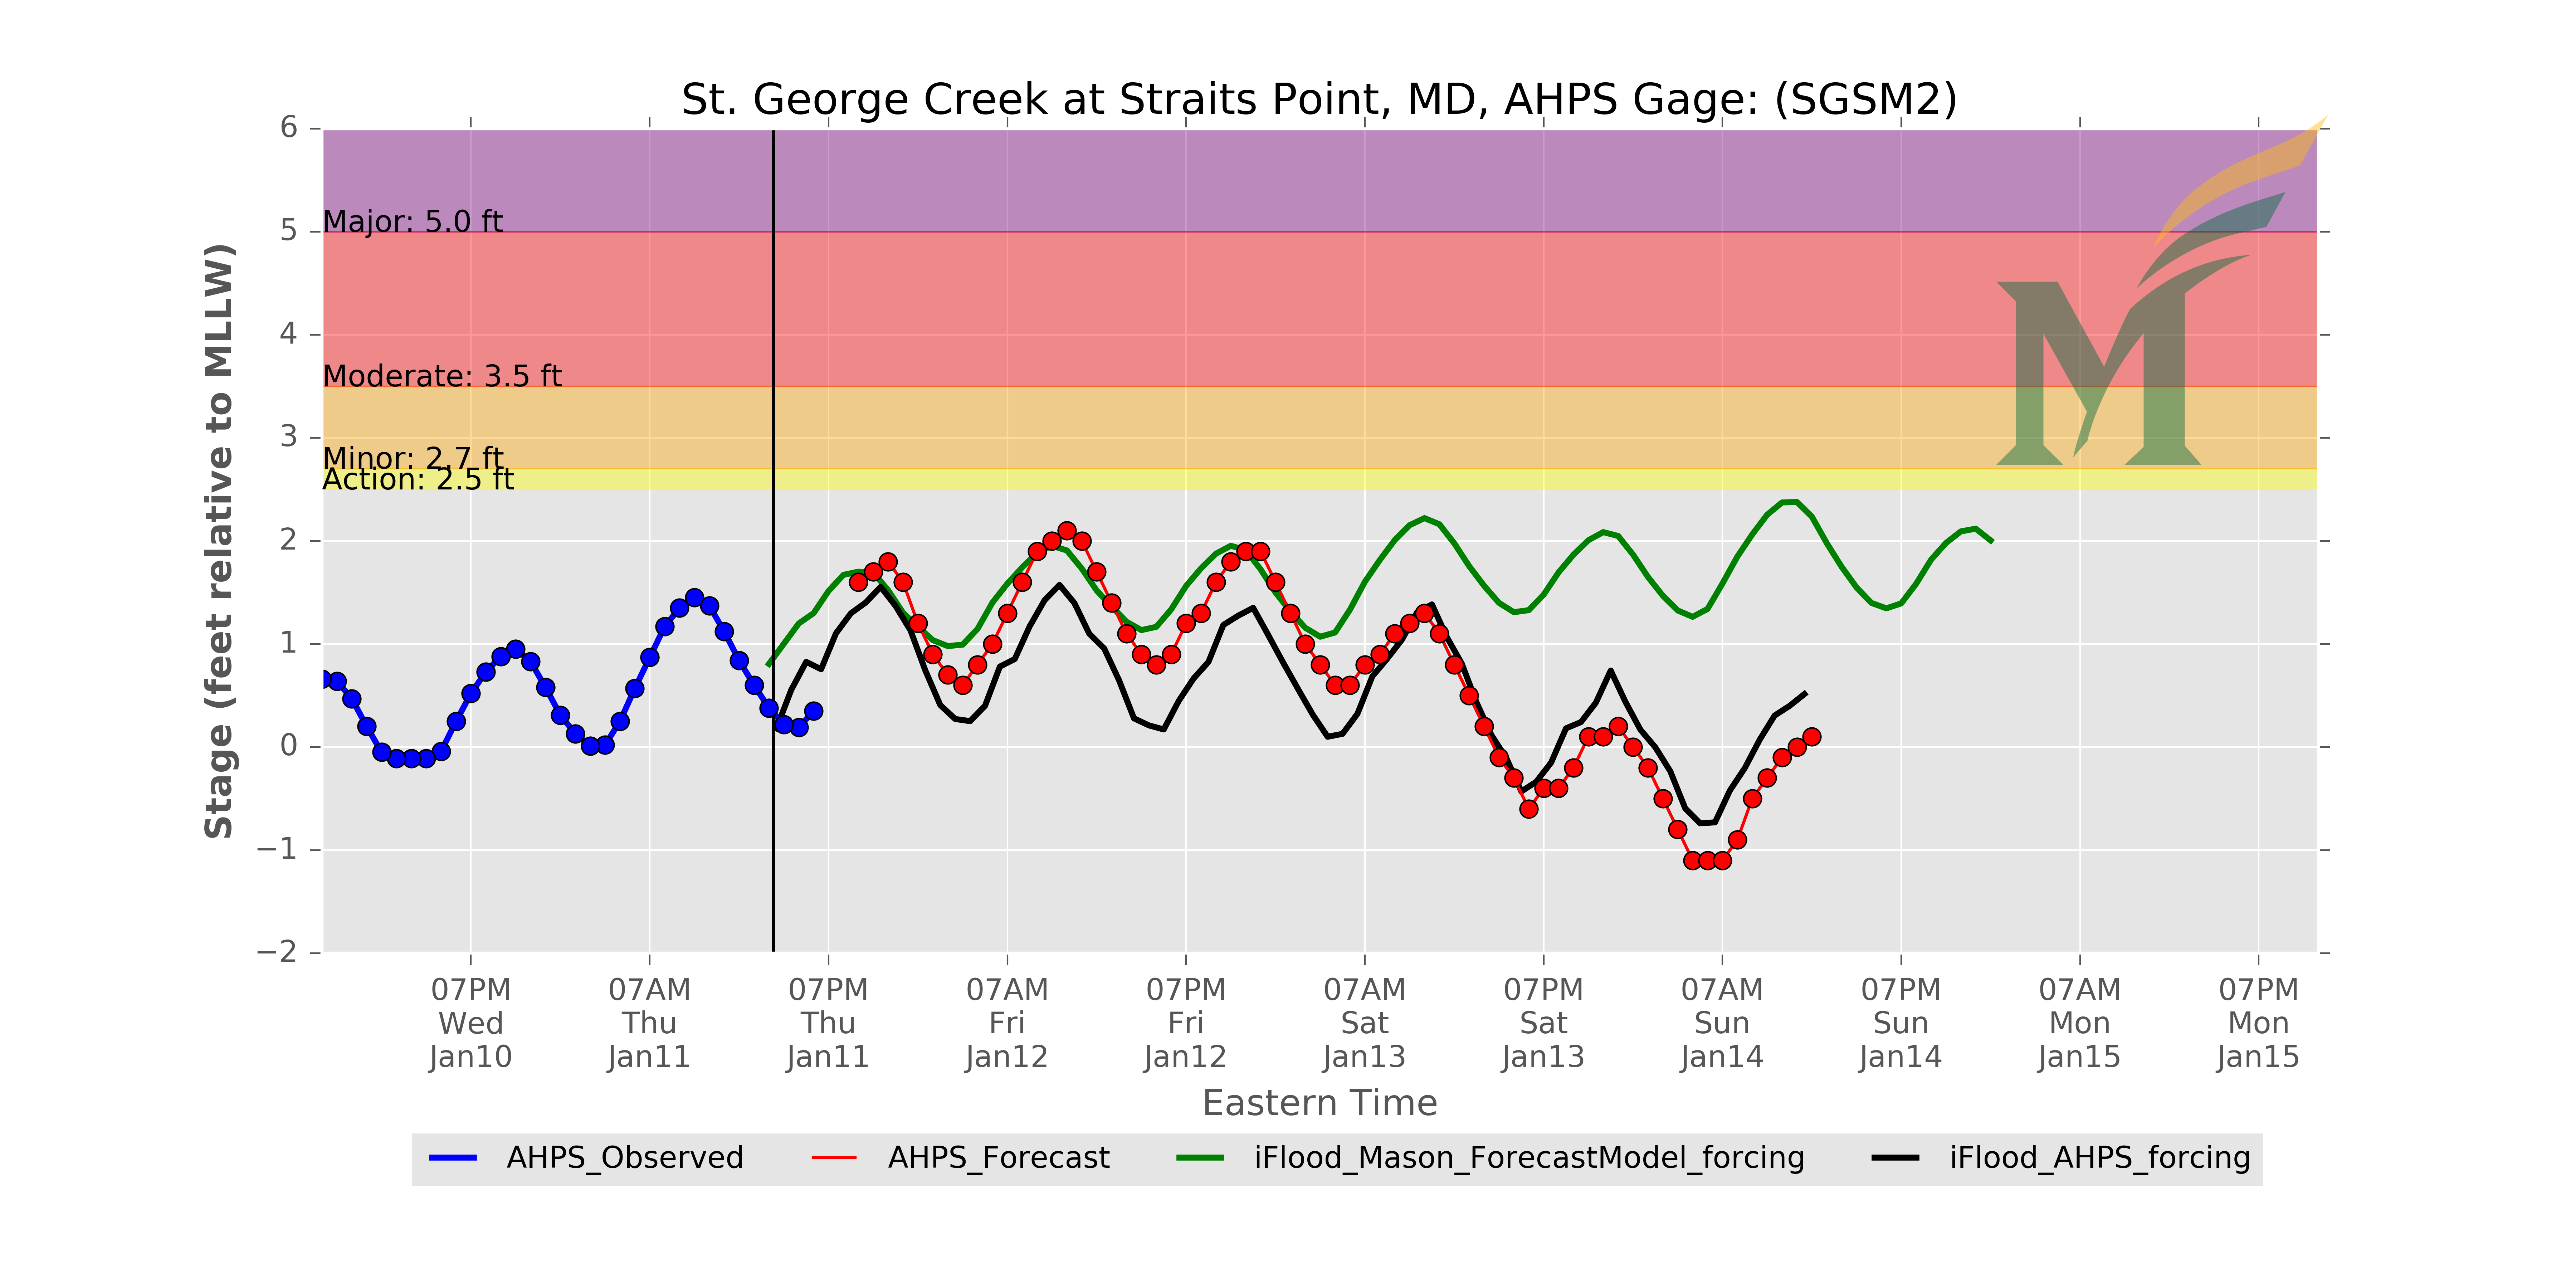 St. George Creek at Straits Point, MD, AHPS Gage: (SGSM2)
Stage (feet relative to MLLW)
6
5
4
3
2
1
0
−1
−2
Major: 5.0 ft
Moderate: 3.5 ft
Minor: 2.7 ft
Action: 2.5 ft
M
07PM 07AM 07PM 07AM 07PM 07AM 07PM 07AM 07PM 07AM 07PM
Wed Thu Thu Fri Fri Sat Sat Sun Sun Mon Mon
Jan10 Jan11 Jan11 Jan12 Jan12 Jan13 Jan13 Jan14 Jan14 Jan15 Jan15
Eastern Time
AHPS_Observed AHPS_Forecast iFlood_Mason_ForecastModel_forcing iFlood_AHPS_forcing